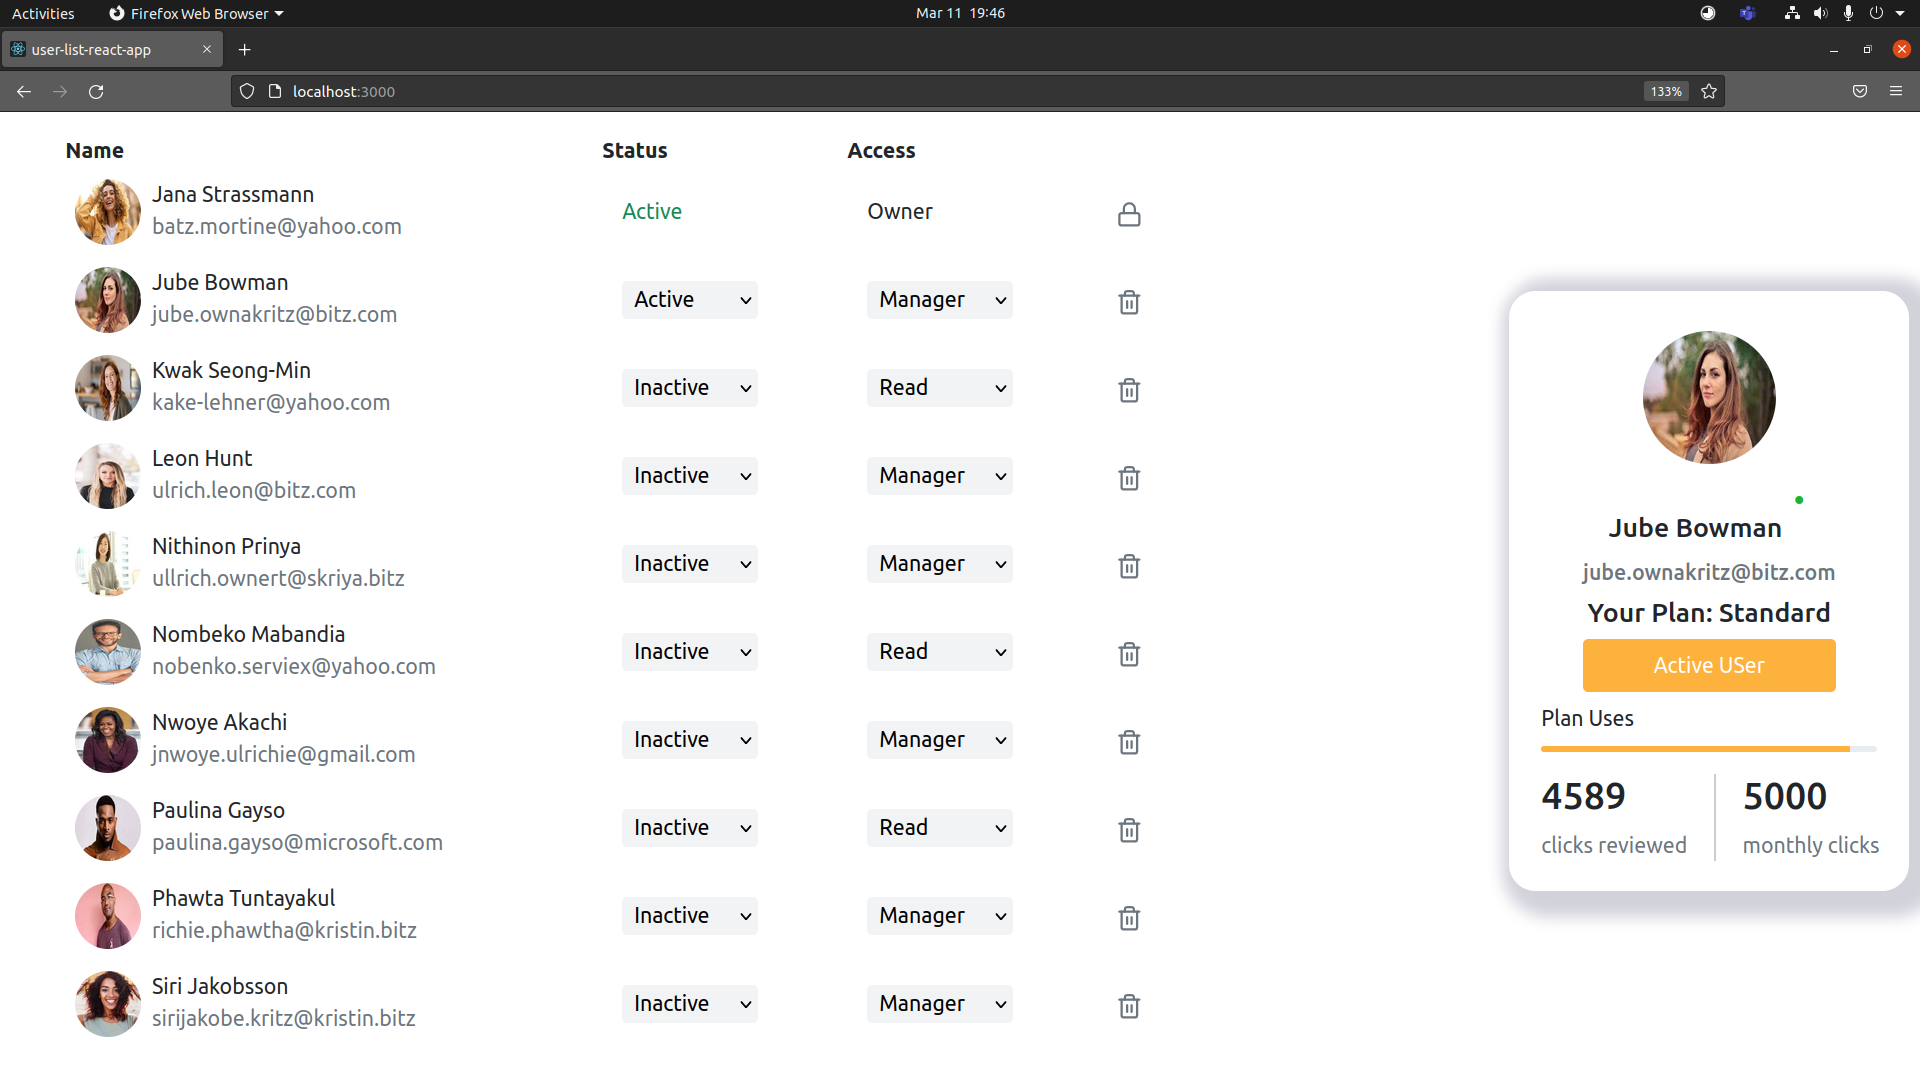 Activities Firefox Web Browser Mar 11 19:46
user-list-react-app
localhost:3000 133%
Name Status Access
Jana Strassmann
batz.mortine@yahoo.com
Active Owner
Jube Bowman
jube.ownakritz@bitz.com
Active Manager
Kwak Seong-Min
kake-lehner@yahoo.com
Inactive Read
Leon Hunt
ulrich.leon@bitz.com
Inactive Manager
Nithinon Prinya
ullrich.ownert@skriya.bitz
Inactive Manager
Nombeko Mabandia
nobenko.serviex@yahoo.com
Inactive Read
Nwoye Akachi
jnwoye.ulrichie@gmail.com
Inactive Manager
Paulina Gayso
paulina.gayso@microsoft.com
Inactive Read
Phawta Tuntayakul
richie.phawtha@kristin.bitz
Inactive Manager
Siri Jakobsson
sirijakobe.kritz@kristin.bitz
Inactive Manager
Jube Bowman
jube.ownakritz@bitz.com
Your Plan: Standard
Active USer
Plan Uses
4589 5000
clicks reviewed monthly clicks